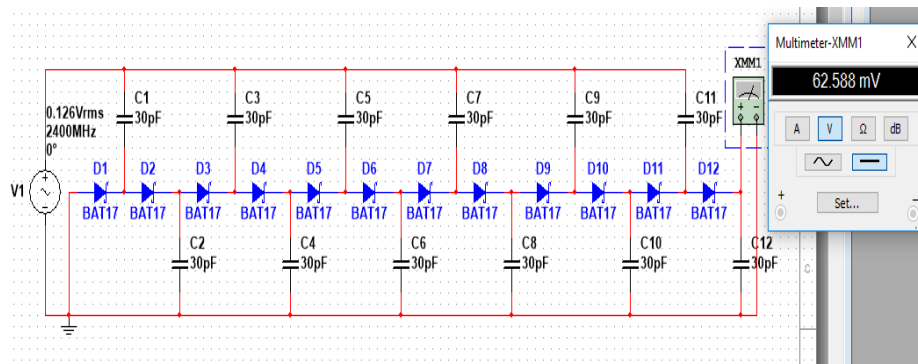 Multimeter-XMM1 X
XMM1
62.588 mV
A V Ω dB
Set...
+ −
C1
30pF
C3
30pF
C5
30pF
C7
30pF
C9
30pF
C11
30pF
0.126Vrms
2400MHz
0°
V1
D1
BAT17
D2
BAT17
D3
BAT17
D4
BAT17
D5
BAT17
D6
BAT17
D7
BAT17
D8
BAT17
D9
BAT17
D10
BAT17
D11
BAT17
D12
BAT17
C2
30pF
C4
30pF
C6
30pF
C8
30pF
C10
30pF
C12
30pF
C